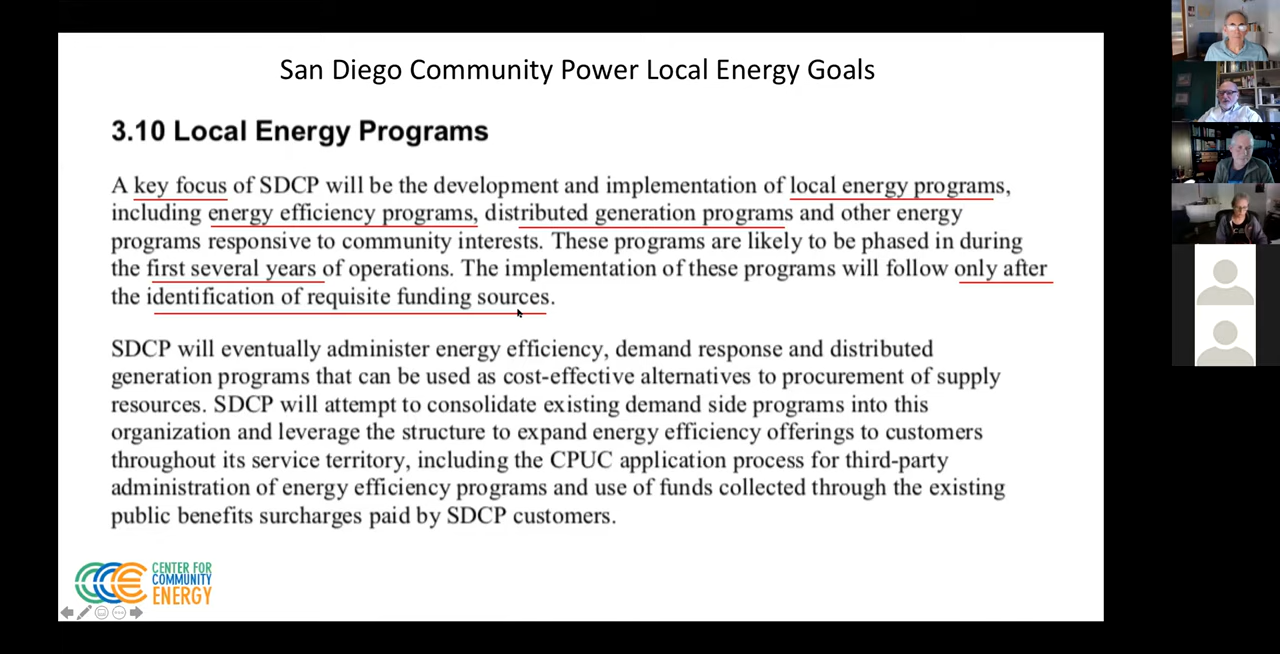 San Diego Community Power Local Energy Goals
3.10 Local Energy Programs
A key focus of SDCP will be the development and implementation of local energy programs,
including energy efficiency programs, distributed generation programs and other energy
programs responsive to community interests. These programs are likely to be phased in during
the first several years of operations. The implementation of these programs will follow only after
the identification of requisite funding sources.
SDCP will eventually administer energy efficiency, demand response and distributed
generation programs that can be used as cost-effective alternatives to procurement of supply
resources. SDCP will attempt to consolidate existing demand side programs into this
organization and leverage the structure to expand energy efficiency offerings to customers
throughout its service territory, including the CPUC application process for third-party
administration of energy efficiency programs and use of funds collected through the existing
public benefits surcharges paid by SDCP customers.
CCE
CENTER FOR
COMMUNITY
ENERGY